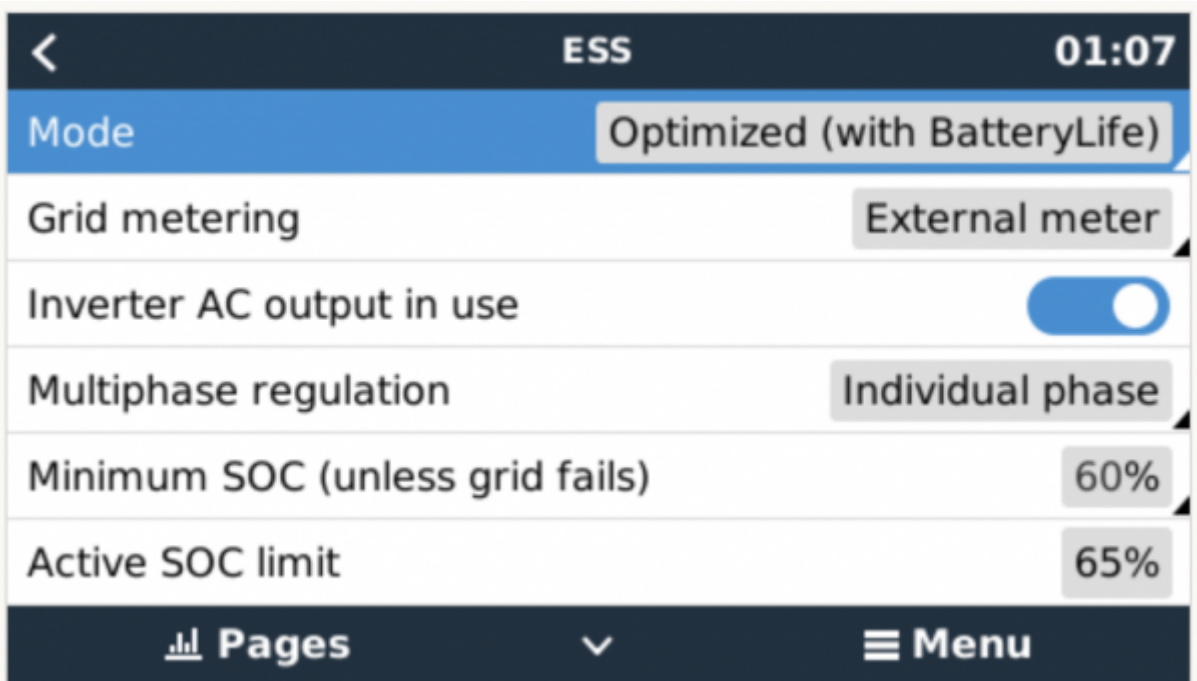 ESS 01:07
Mode Optimized (with BatteryLife)
Grid metering External meter
Inverter AC output in use
Multiphase regulation Individual phase
Minimum SOC (unless grid fails) 60%
Active SOC limit 65%
Pages Menu